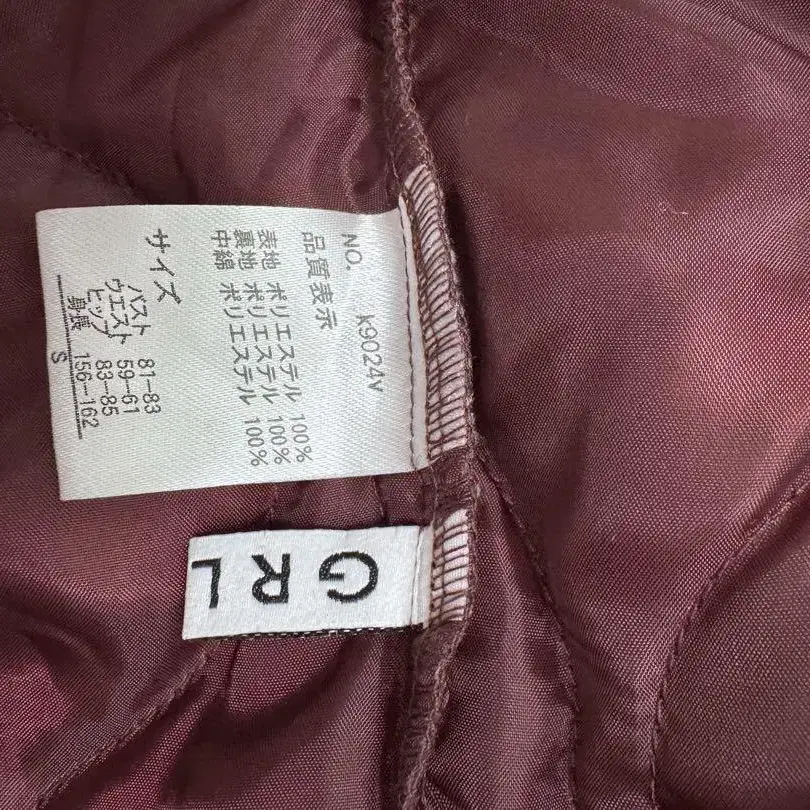 NO. k9024v
品質表示
表地 ポリエステル 100%
裏地 ポリエステル 100%
中綿 ポリエステル 100%
サイズ
バスト 81-83
ウエスト 59-61
ヒップ 83-85
身長 156-162
S
GRL